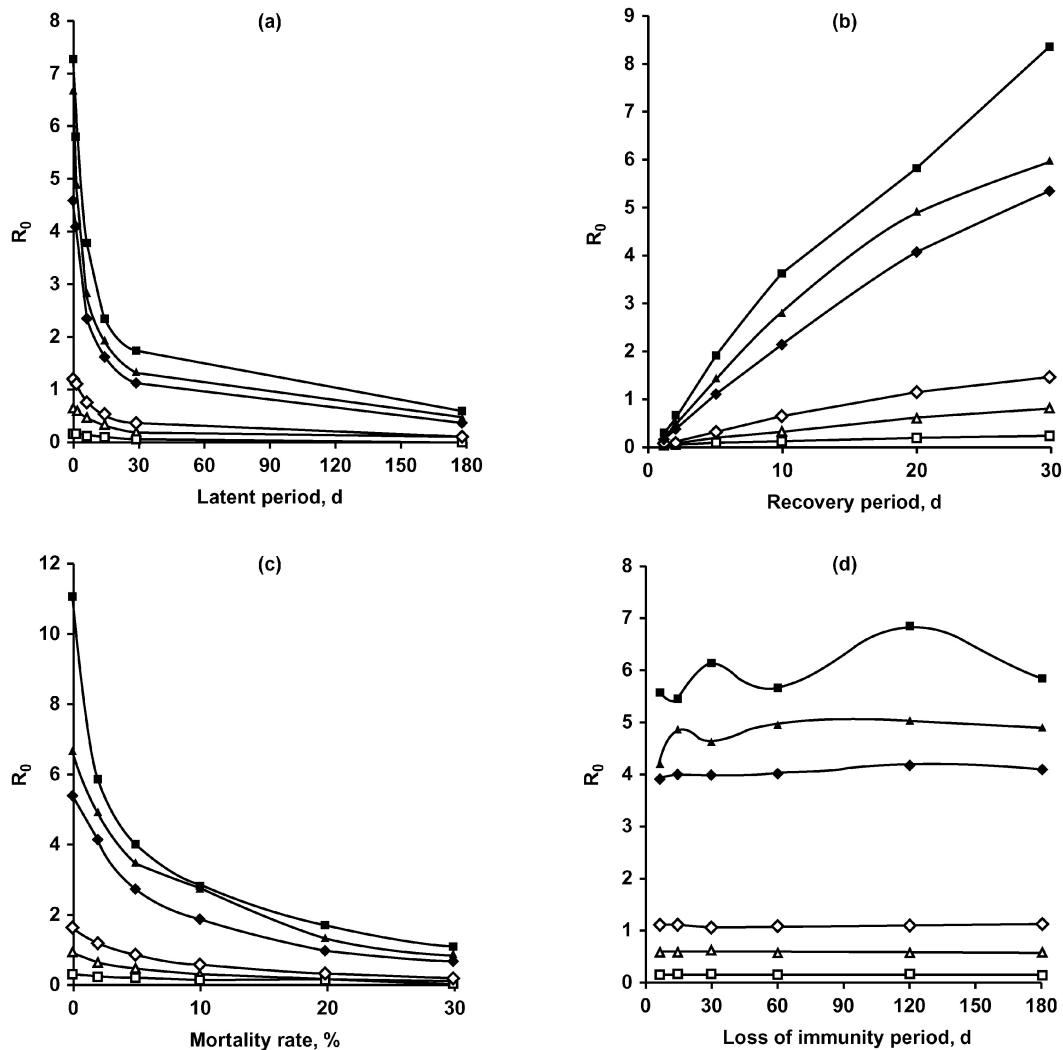 (a)
8
7
6
5
4
3
2
1
0
R0
0 30 60 90 120 150 180
Latent period, d
(b)
9
8
7
6
5
4
3
2
1
0
R0
0 10 20 30
Recovery period, d
(c)
12
10
8
6
4
2
0
R0
0 10 20 30
Mortality rate, %
(d)
8
7
6
5
4
3
2
1
0
R0
0 30 60 90 120 150 180
Loss of immunity period, d